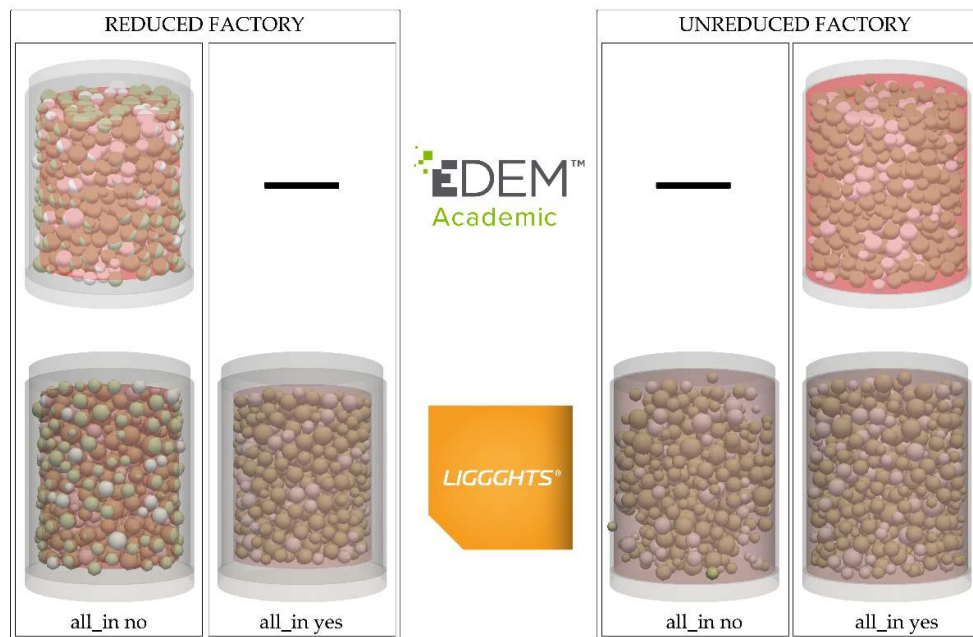 REDUCED FACTORY
UNREDUCED FACTORY
EDEM™
Academic
LIGGGHTS®
all_in no
all_in yes
all_in no
all_in yes